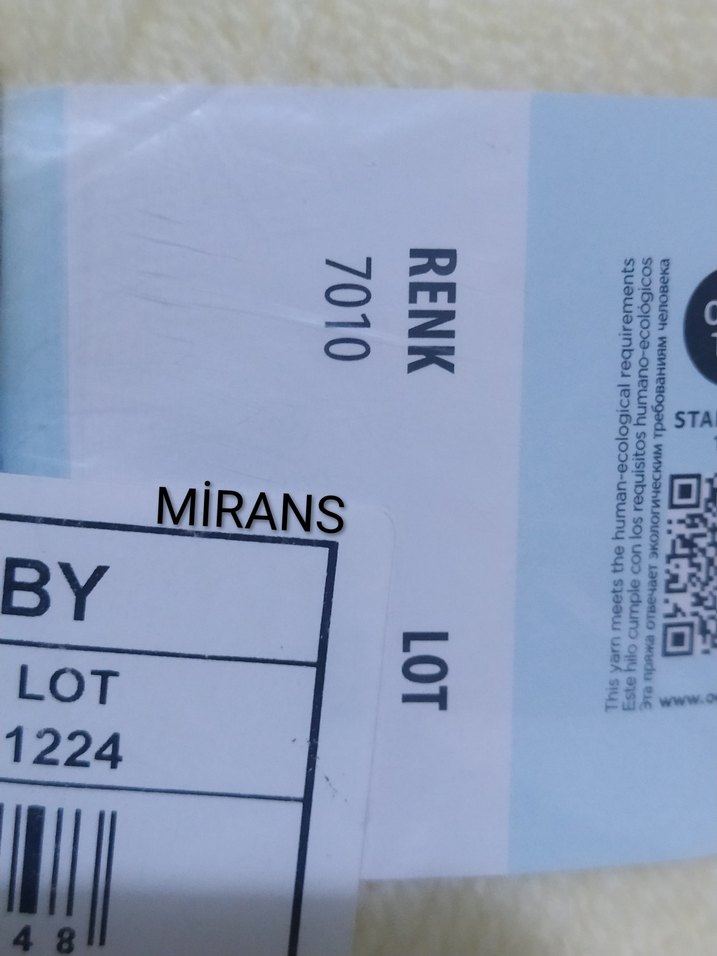 RENK
7010
LOT
MİRANS
BY
LOT
1224
48
This yarn meets the human-ecological requirements
Este hilo cumple con los requisitos humano-ecológicos
Эта пряжа отвечает экологическим требованиям человека